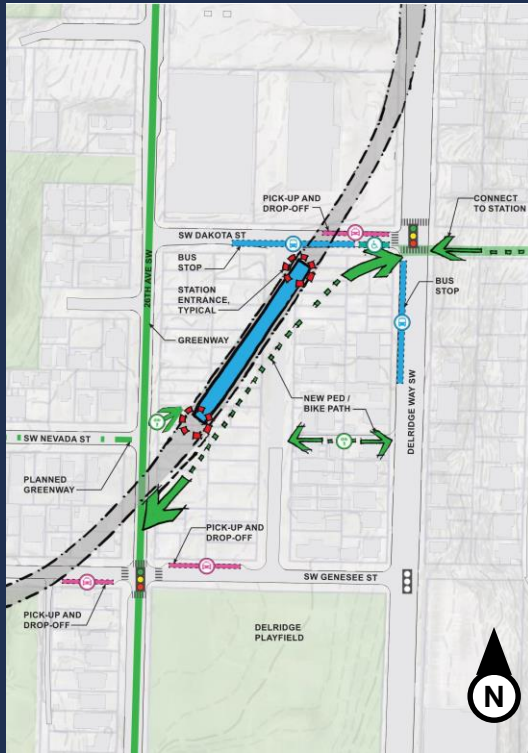 PICK-UP AND
DROP-OFF
CONNECT
TO STATION
SW DAKOTA ST
BUS
STOP
STATION
ENTRANCE,
TYPICAL
BUS
STOP
26TH AVE SW
GREENWAY
NEW PED /
BIKE PATH
DELRIDGE WAY SW
SW NEVADA ST
PLANNED
GREENWAY
PICK-UP AND
DROP-OFF
SW GENESEE ST
PICK-UP AND
DROP-OFF
DELRIDGE
PLAYFIELD
N